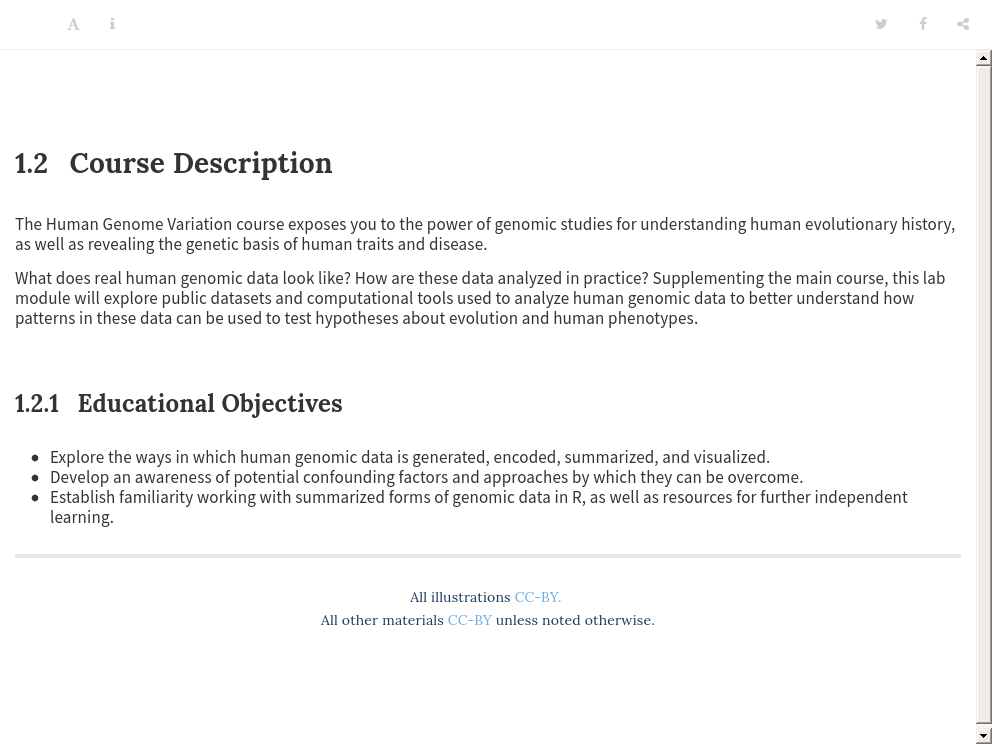 1.2 Course Description
The Human Genome Variation course exposes you to the power of genomic studies for understanding human evolutionary history,
as well as revealing the genetic basis of human traits and disease.
What does real human genomic data look like? How are these data analyzed in practice? Supplementing the main course, this lab
module will explore public datasets and computational tools used to analyze human genomic data to better understand how
patterns in these data can be used to test hypotheses about evolution and human phenotypes.
1.2.1 Educational Objectives
• Explore the ways in which human genomic data is generated, encoded, summarized, and visualized.
• Develop an awareness of potential confounding factors and approaches by which they can be overcome.
• Establish familiarity working with summarized forms of genomic data in R, as well as resources for further independent
learning.
All illustrations CC-BY.
All other materials CC-BY unless noted otherwise.